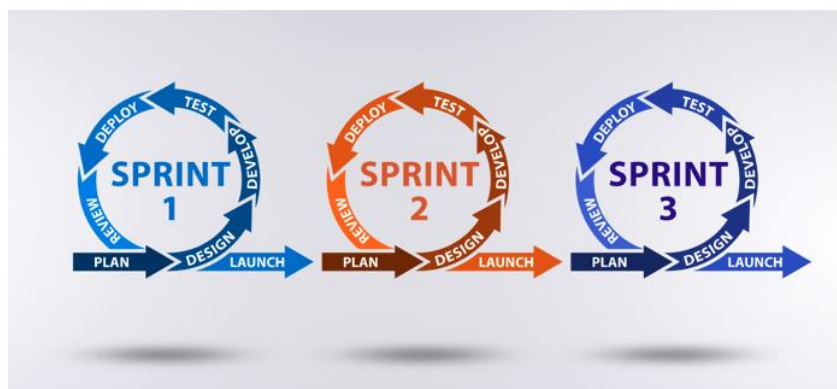 SPRINT
1
PLAN
DESIGN
DEVELOP
TEST
DEPLOY
REVIEW
LAUNCH
SPRINT
2
PLAN
DESIGN
DEVELOP
TEST
DEPLOY
REVIEW
LAUNCH
SPRINT
3
PLAN
DESIGN
DEVELOP
TEST
DEPLOY
REVIEW
LAUNCH